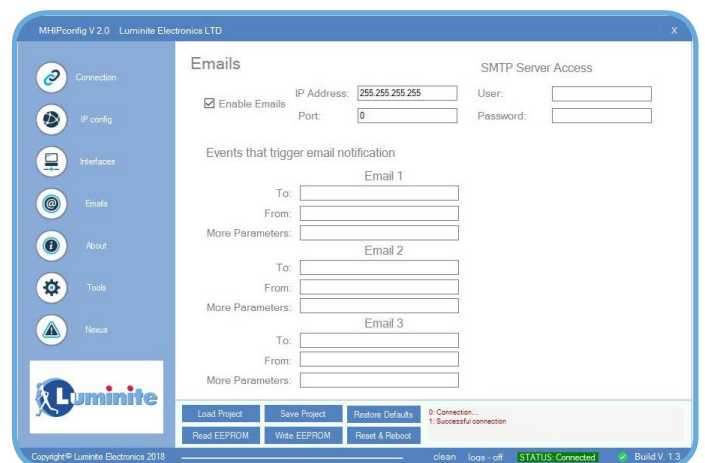 MHIPconfig V 2.0 Luminite Electronics LTD X
Connection
IP config
Interfaces
Emails
About
Tools
Nexus
Luminite
Emails
SMTP Server Access
Enable Emails
IP Address: 255.255.255.255
Port: 0
User:
Password:
Events that trigger email notification
Email 1
To:
From:
More Parameters:
Email 2
To:
From:
More Parameters:
Email 3
To:
From:
More Parameters:
Load Project Save Project Restore Defaults
Read EEPROM Write EEPROM Reset & Reboot
0: Connection...
1: Successful connection
Copyright© Luminite Electronics 2018 clean logs - off STATUS: Connected Build V. 1.3